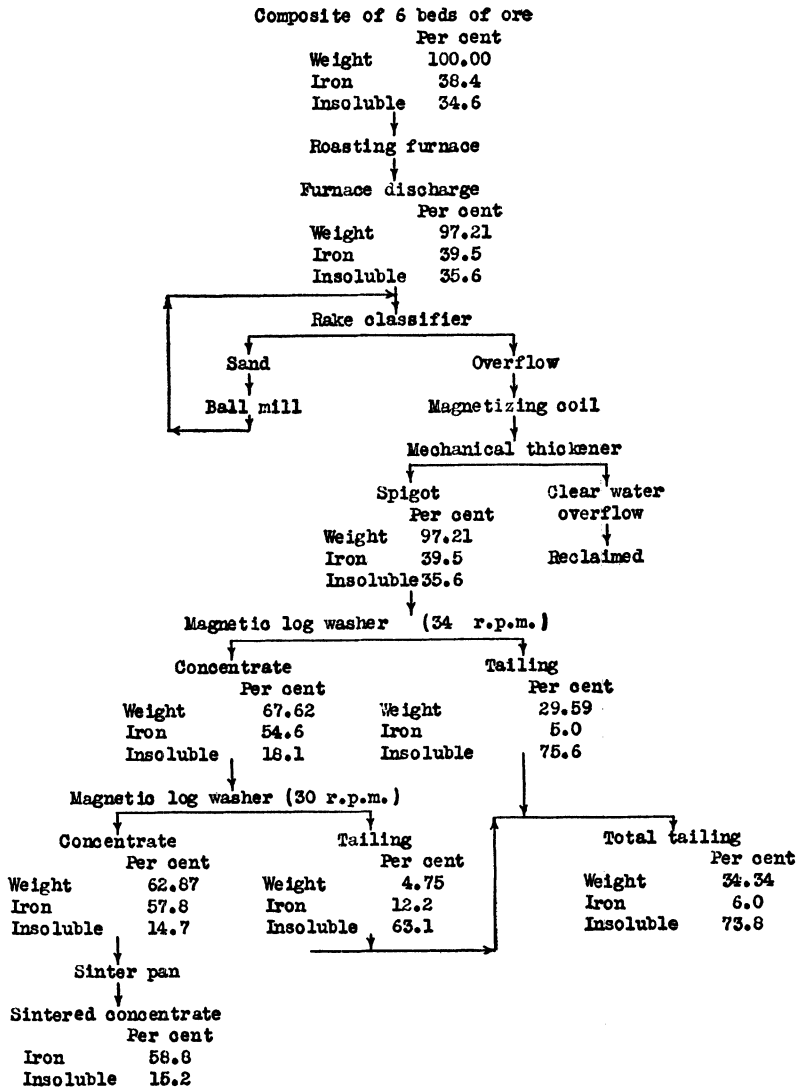 Composite of 6 beds of ore
Per cent
Weight 100.00
Iron 38.4
Insoluble 34.6
Roasting furnace
Furnace discharge
Per cent
Weight 97.21
Iron 39.5
Insoluble 35.6
Rake classifier
Sand Overflow
Ball mill Magnetizing coil
Mechanical thickener
Spigot Clear water
Per cent overflow
Weight 97.21
Iron 39.5 Reclaimed
Insoluble 35.6
Magnetic log washer (34 r.p.m.)
Concentrate Tailing
Per cent Per cent
Weight 67.62 Weight 29.59
Iron 54.6 Iron 5.0
Insoluble 18.1 Insoluble 75.6
Magnetic log washer (30 r.p.m.)
Concentrate Tailing Total tailing
Per cent Per cent Per cent
Weight 62.87 Weight 4.75 Weight 34.34
Iron 57.8 Iron 12.2 Iron 6.0
Insoluble 14.7 Insoluble 63.1 Insoluble 73.8
Sinter pan
Sintered concentrate
Per cent
Iron 58.8
Insoluble 15.2